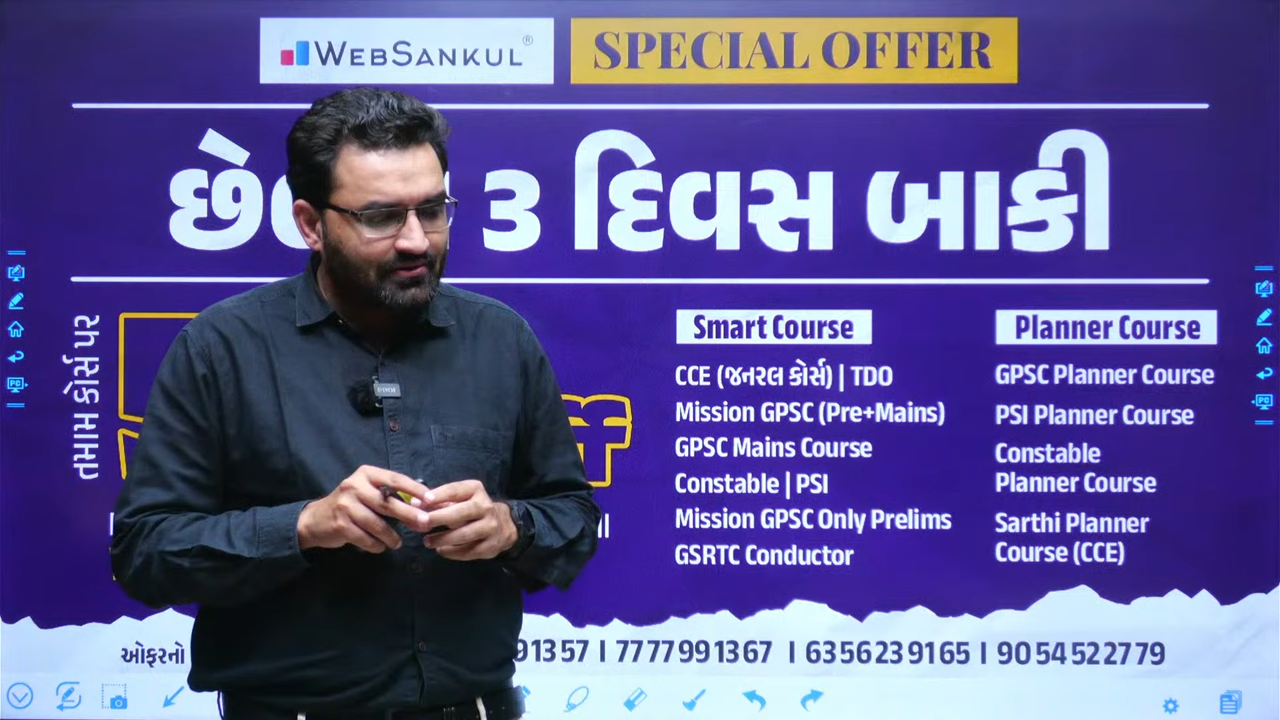 WEBSANKUL®
SPECIAL OFFER
૩ દિવસ બાકી
તમામ કોર્સ પર
Smart Course
CCE (જનરલ કોર્સ) | TDO
Mission GPSC (Pre+Mains)
GPSC Mains Course
Constable | PSI
Mission GPSC Only Prelims
GSRTC Conductor
Planner Course
GPSC Planner Course
PSI Planner Course
Constable
Planner Course
Sarthi Planner
Course (CCE)
ઓફરનો 91357 | 7777991367 | 6356239165 | 9054522779